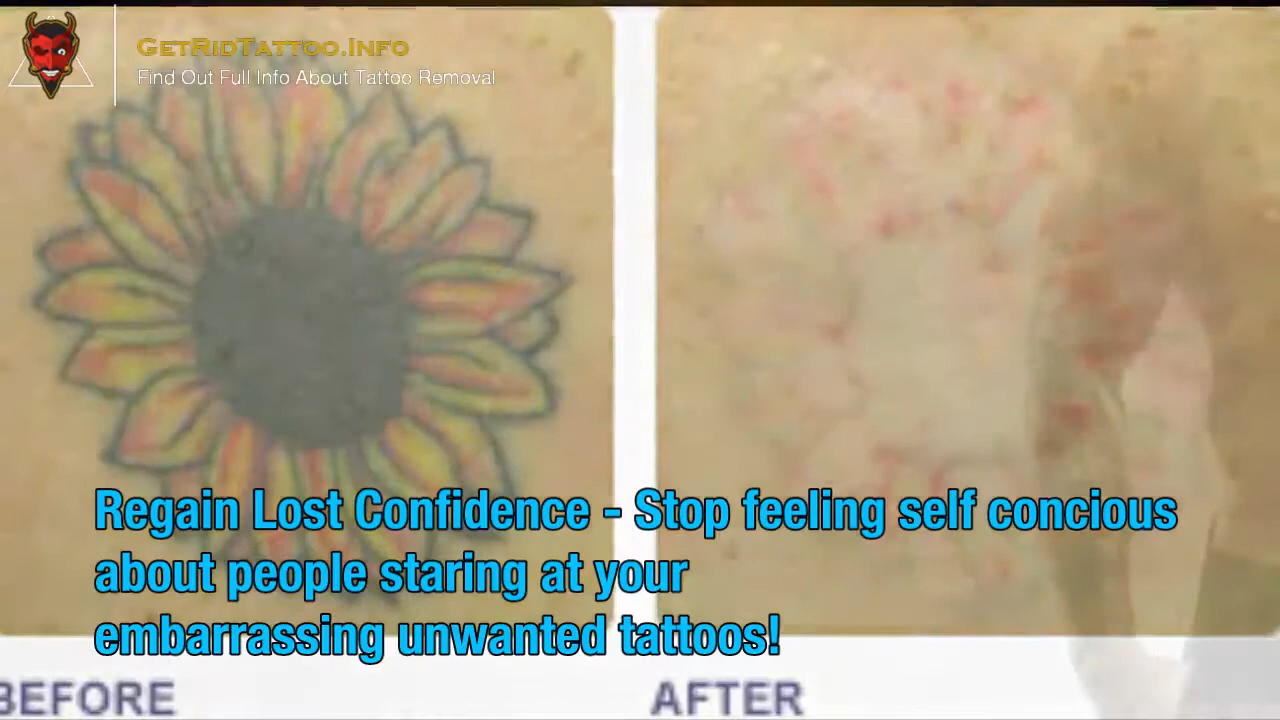 GetRidTattoo.Info
Find Out Full Info About Tattoo Removal
Regain Lost Confidence - Stop feeling self concious
about people staring at your
embarrassing unwanted tattoos!
BEFORE
AFTER